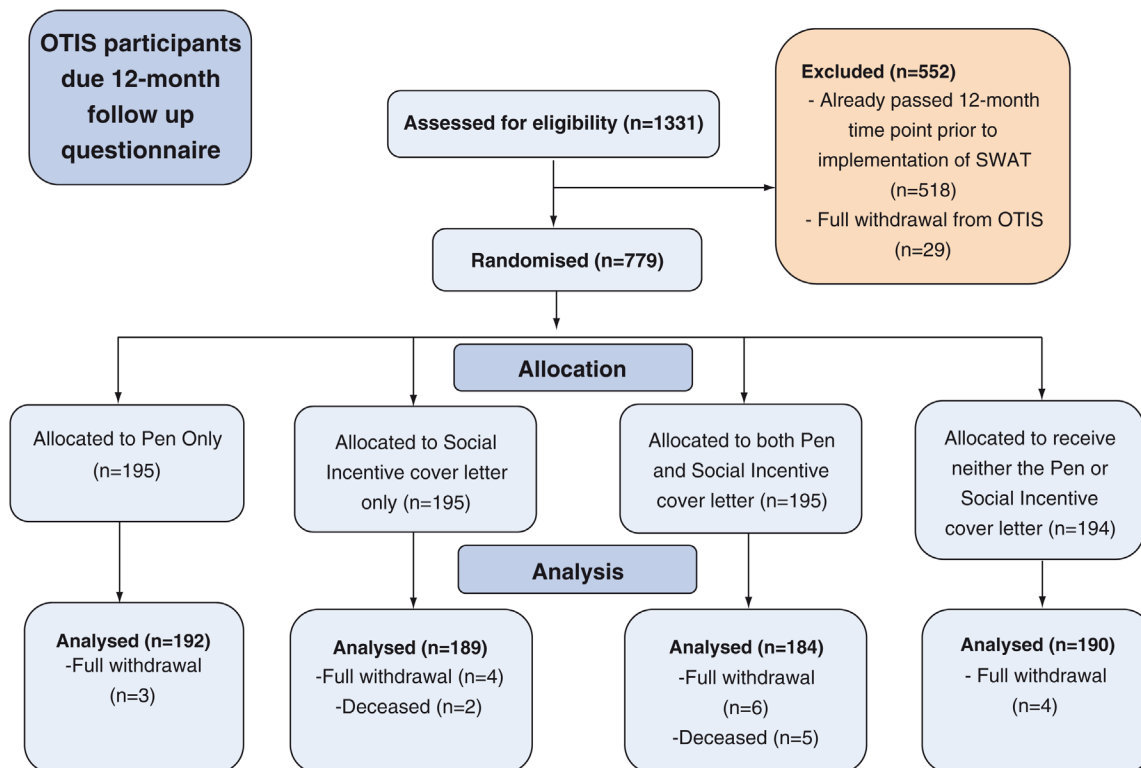 OTIS participants
due 12-month
follow up
questionnaire
Assessed for eligibility (n=1331)
Excluded (n=552)
- Already passed 12-month
time point prior to
implementation of SWAT
(n=518)
- Full withdrawal from OTIS
(n=29)
Randomised (n=779)
Allocation
Allocated to Pen Only
(n=195)
Allocated to Social
Incentive cover letter
only (n=195)
Allocated to both Pen
and Social Incentive
cover letter (n=195)
Allocated to receive
neither the Pen or
Social Incentive
cover letter (n=194)
Analysis
Analysed (n=192)
-Full withdrawal
(n=3)
Analysed (n=189)
-Full withdrawal (n=4)
-Deceased (n=2)
Analysed (n=184)
-Full withdrawal
(n=6)
-Deceased (n=5)
Analysed (n=190)
- Full withdrawal
(n=4)